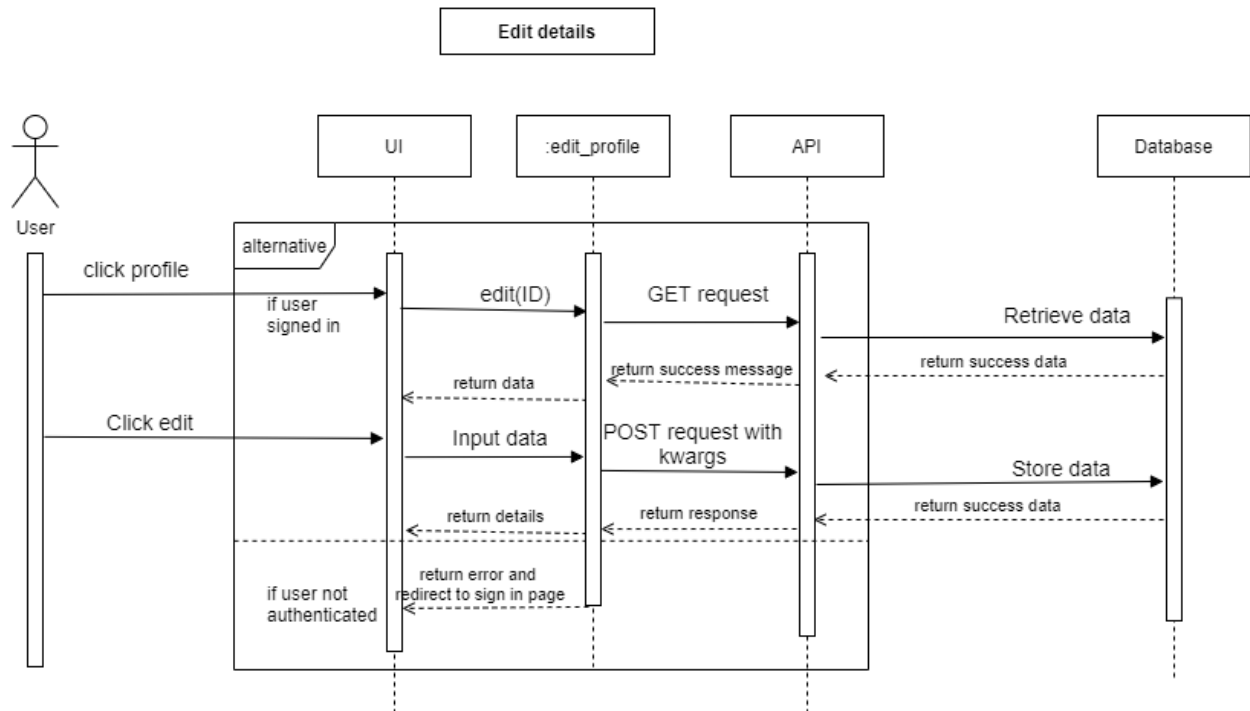 Edit details
UI
:edit_profile
API
Database
User
alternative
click profile
if user
signed in
edit(ID)
GET request
Retrieve data
return success data
return success message
return data
Click edit
Input data
POST request with
kwargs
Store data
return success data
return response
return details
if user not
authenticated
return error and
redirect to sign in page